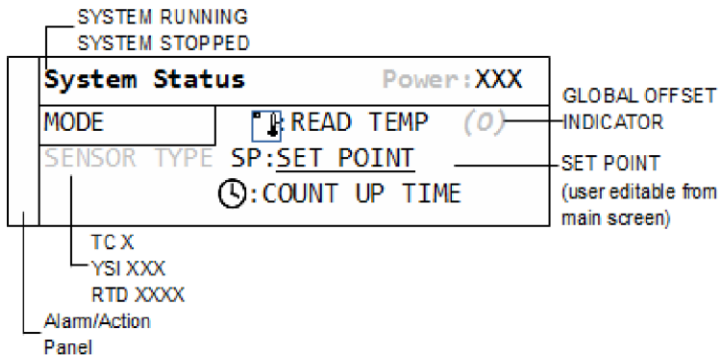 SYSTEM RUNNING
SYSTEM STOPPED
System Status Power:XXX
GLOBAL OFFSET
INDICATOR
MODE :READ TEMP (O)
SENSOR TYPE SP:SET POINT
SET POINT
(user editable from
main screen)
:COUNT UP TIME
TC X
YSI XXX
RTD XXXX
Alarm/Action
Panel